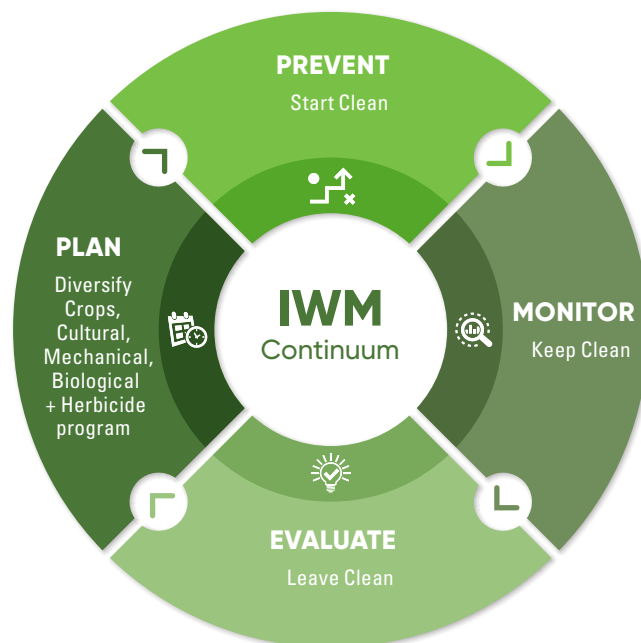 PREVENT
Start Clean
PLAN
Diversify
Crops,
Cultural,
Mechanical,
Biological
+ Herbicide
program
IWM
Continuum
MONITOR
Keep Clean
EVALUATE
Leave Clean